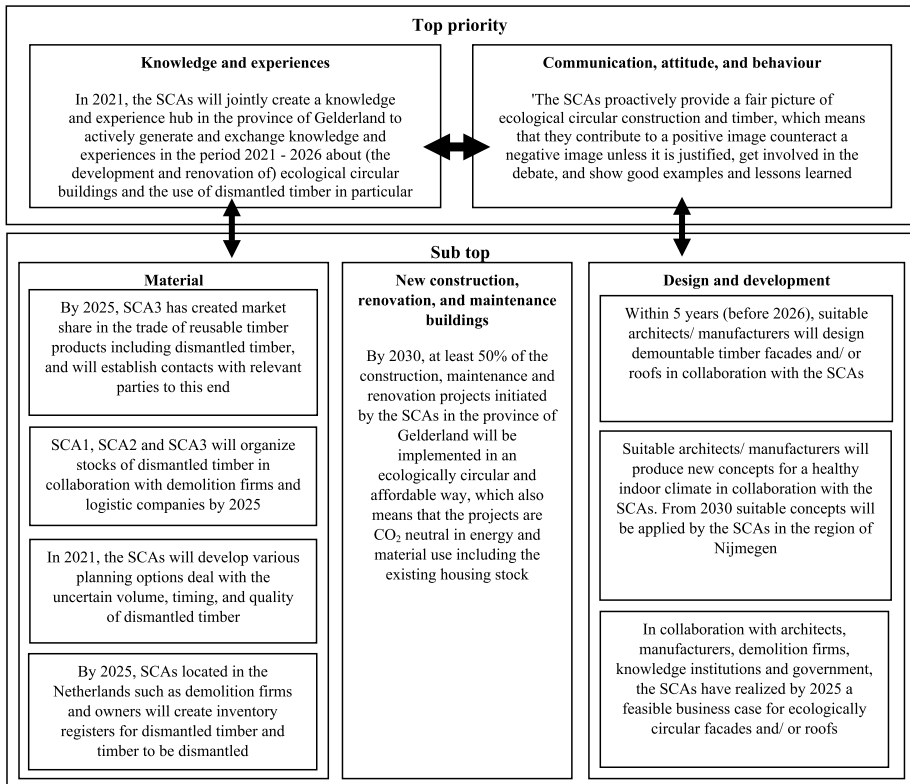 Top priority
Knowledge and experiences
In 2021, the SCAs will jointly create a knowledge
and experience hub in the province of Gelderland to
actively generate and exchange knowledge and
experiences in the period 2021 - 2026 about (the
development and renovation of) ecological circular
buildings and the use of dismantled timber in particular
Communication, attitude, and behaviour
'The SCAs proactively provide a fair picture of
ecological circular construction and timber, which means
that they contribute to a positive image counteract a
negative image unless it is justified, get involved in the
debate, and show good examples and lessons learned
Sub top
Material
By 2025, SCA3 has created market
share in the trade of reusable timber
products including dismantled timber,
and will establish contacts with relevant
parties to this end
SCA1, SCA2 and SCA3 will organize
stocks of dismantled timber in
collaboration with demolition firms and
logistic companies by 2025
In 2021, the SCAs will develop various
planning options deal with the
uncertain volume, timing, and quality
of dismantled timber
By 2025, SCAs located in the
Netherlands such as demolition firms
and owners will create inventory
registers for dismantled timber and
timber to be dismantled
New construction,
renovation, and maintenance
buildings
By 2030, at least 50% of the
construction, maintenance and
renovation projects initiated
by the SCAs in the province of
Gelderland will be
implemented in an
ecologically circular and
affordable way, which also
means that the projects are
CO₂ neutral in energy and
material use including the
existing housing stock
Design and development
Within 5 years (before 2026), suitable
architects/ manufacturers will design
demountable timber facades and/ or
roofs in collaboration with the SCAs
Suitable architects/ manufacturers will
produce new concepts for a healthy
indoor climate in collaboration with the
SCAs. From 2030 suitable concepts will
be applied by the SCAs in the region of
Nijmegen
In collaboration with architects,
manufacturers, demolition firms,
knowledge institutions and government,
the SCAs have realized by 2025 a
feasible business case for ecologically
circular facades and/ or roofs